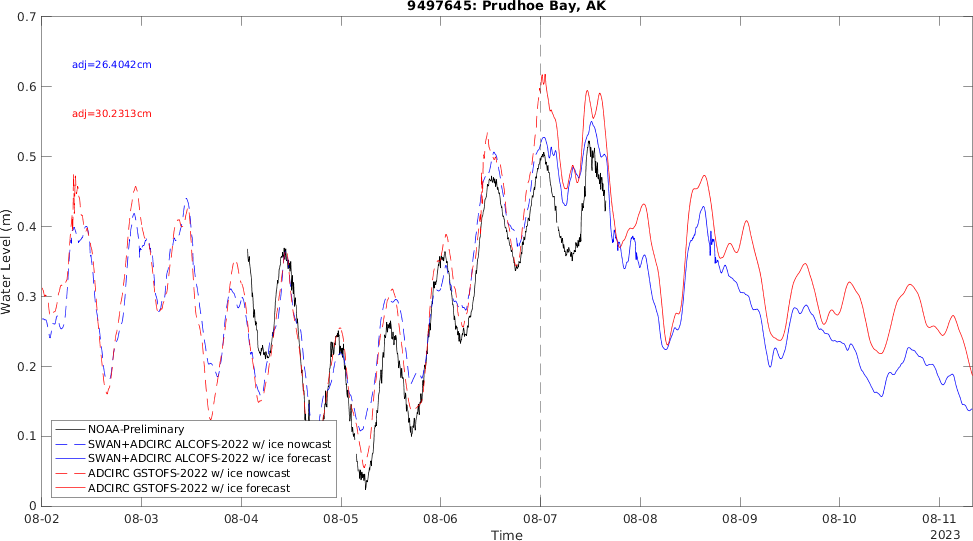 9497645: Prudhoe Bay, AK
0.7
0.6
0.5
0.4
0.3
0.2
0.1
0
Water Level (m)
adj=26.4042cm
adj=30.2313cm
NOAA-Preliminary
SWAN+ADCIRC ALCOFS-2022 w/ ice nowcast
SWAN+ADCIRC ALCOFS-2022 w/ ice forecast
ADCIRC GSTOFS-2022 w/ ice nowcast
ADCIRC GSTOFS-2022 w/ ice forecast
08-02 08-03 08-04 08-05 08-06 08-07 08-08 08-09 08-10 08-11
Time
2023